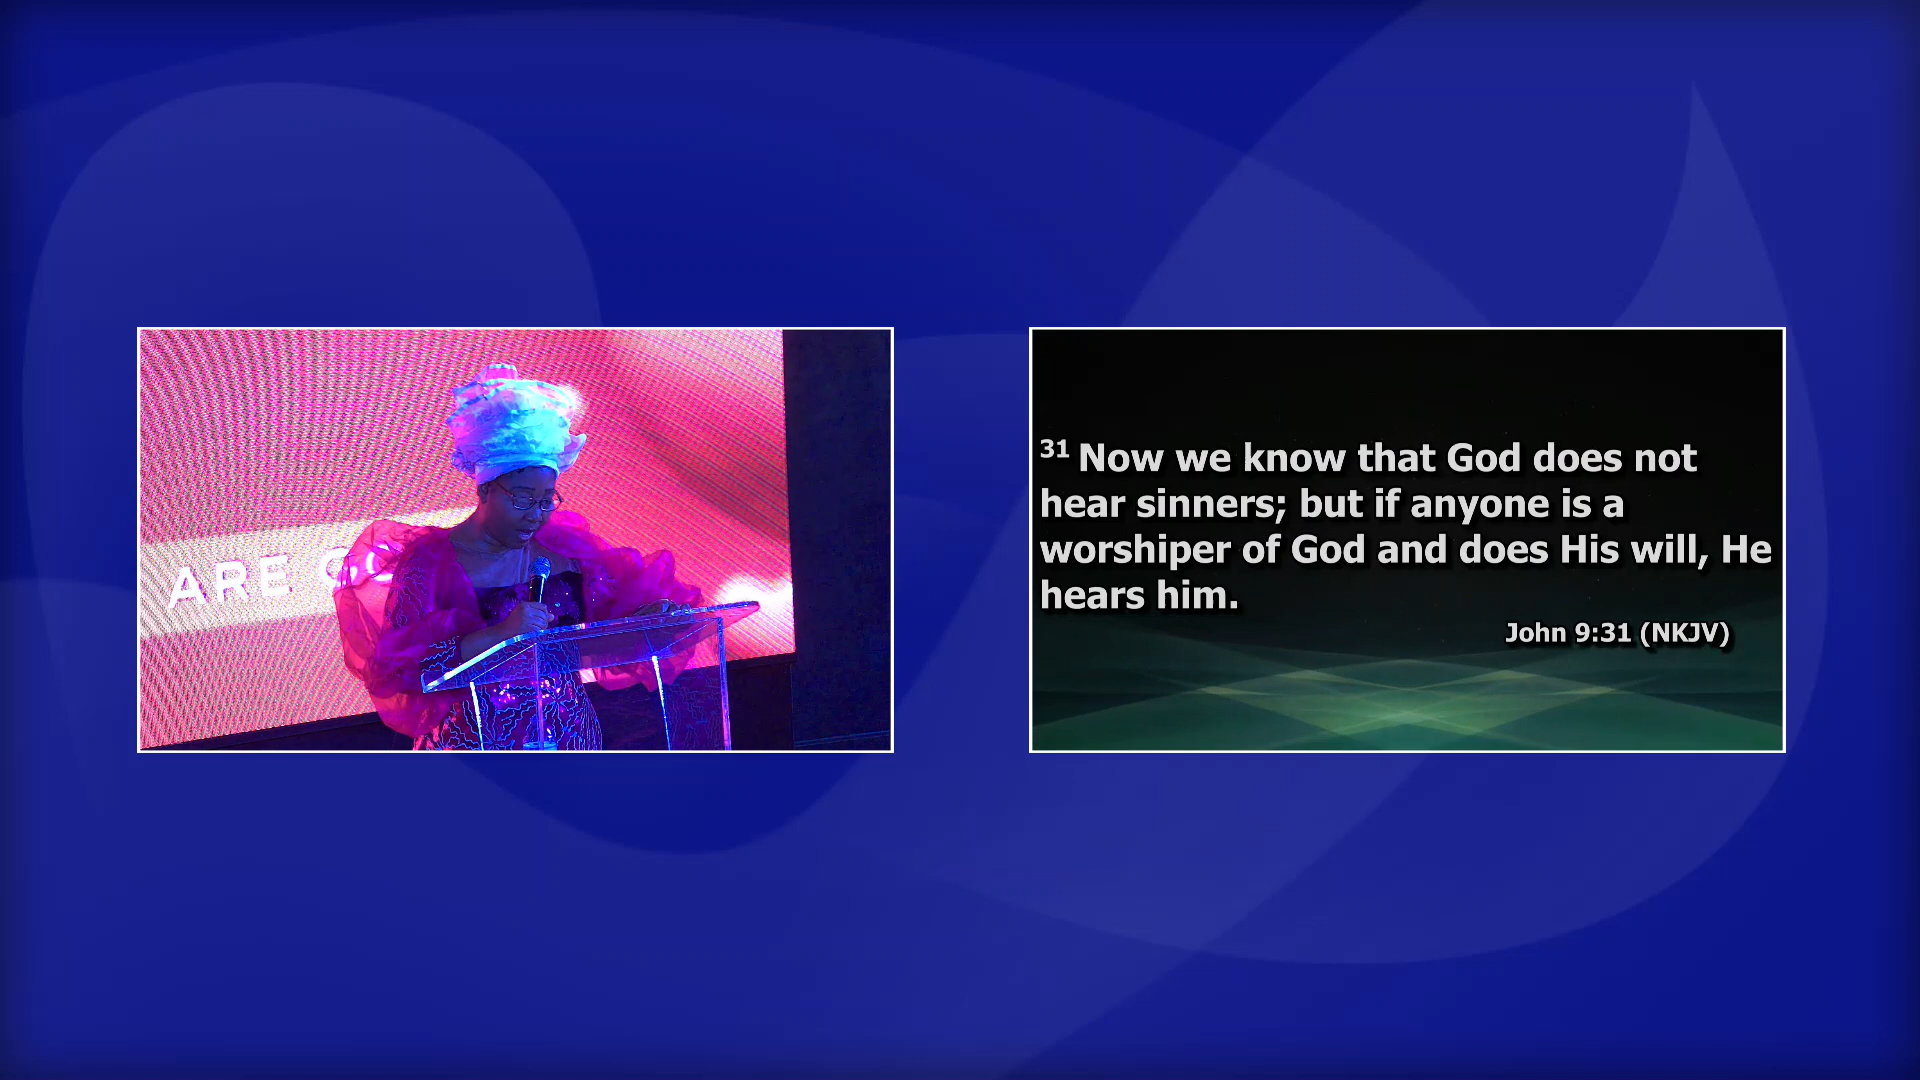 ARE
31 Now we know that God does not
hear sinners; but if anyone is a
worshiper of God and does His will, He
hears him.
John 9:31 (NKJV)